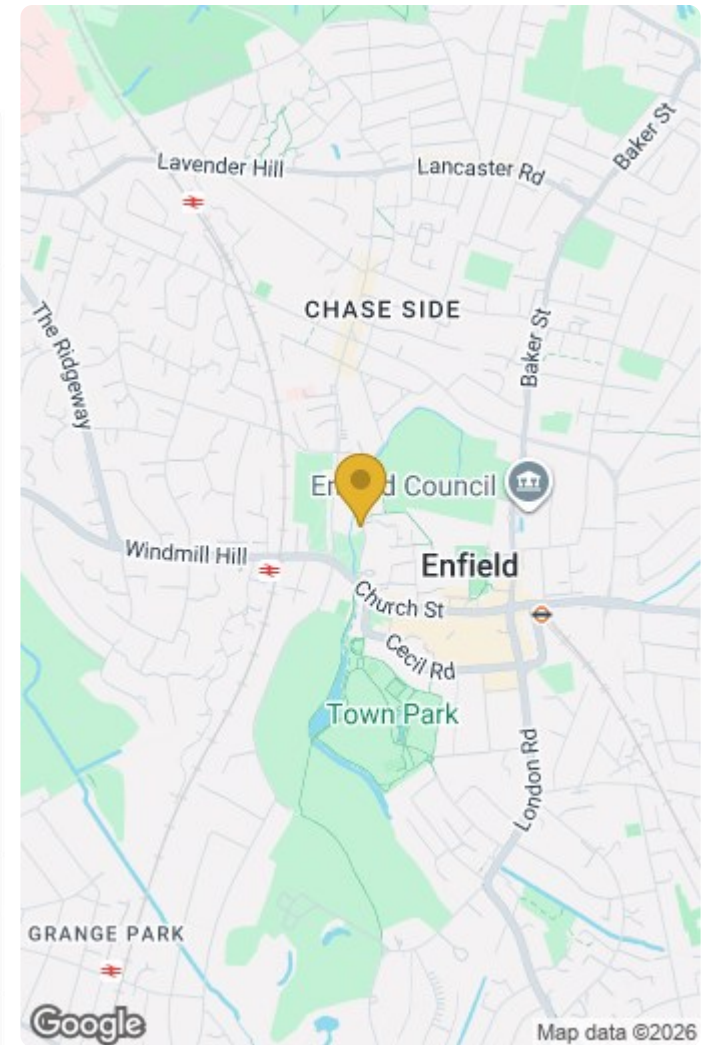 Baker St
Lavender Hill
Lancaster Rd
CHASE SIDE
The Ridgeway
Baker St
Enfield Council
Windmill Hill
Enfield
Church St
Cecil Rd
Town Park
London Rd
GRANGE PARK
Google
Map data ©2026